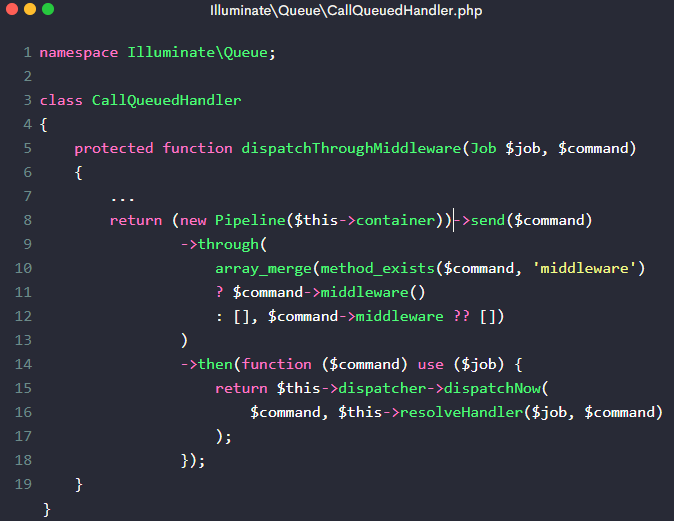 Illuminate\Queue\CallQueuedHandler.php
1 namespace Illuminate\Queue;
2
3 class CallQueuedHandler
4 {
5     protected function dispatchThroughMiddleware(Job $job, $command)
6     {
7         ...
8         return (new Pipeline($this->container))->send($command)
9                 ->through(
10                     array_merge(method_exists($command, 'middleware')
11                     ? $command->middleware()
12                     : [], $command->middleware ?? [])
13                 )
14                 ->then(function ($command) use ($job) {
15                     return $this->dispatcher->dispatchNow(
16                         $command, $this->resolveHandler($job, $command)
17                     );
18                 });
19     }
}